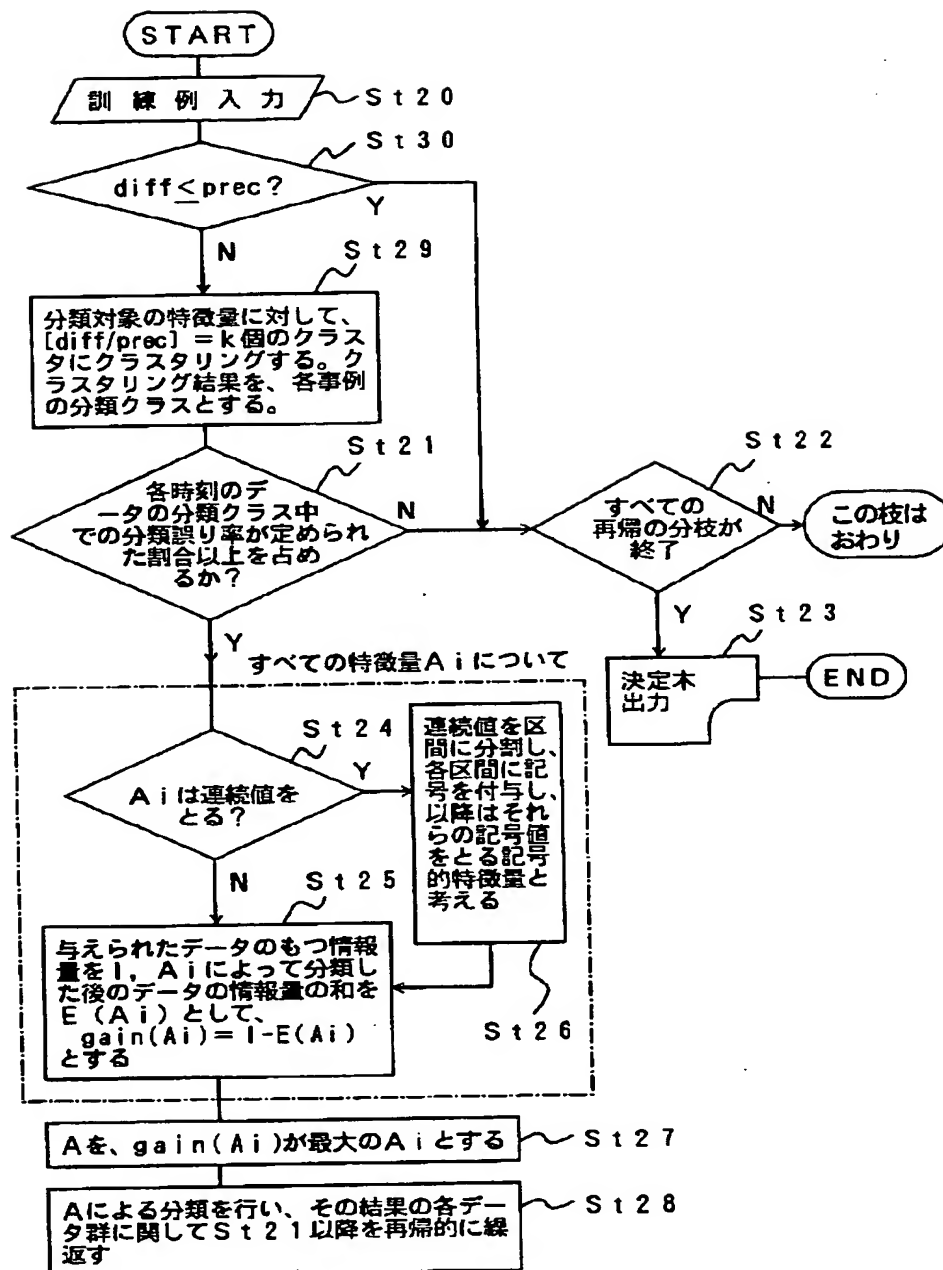 START
訓練例入力
St20
St30
diff≦prec?
Y
N
St29
分類対象の特徴量に対して、
[diff/prec] =k個のクラス
タにクラスタリングする。ク
ラスタリング結果を、各事例
の分類クラスとする。
St21
各時刻のデ
ータの分類クラス中
での分類誤り率が定められ
た割合以上を占め
るか?
N
Y
St22
すべての
再帰の分枝が
終了
N
この枝は
おわり
Y
St23
決定木
出力
END
すべての特徴量Aiについて
St24
Aiは連続値を
とる?
Y
N
連続値を区
間に分割し、
各区間に記
号を付与し、
以降はそれ
らの記号値
をとる記号
的特徴量と
考える
St26
St25
与えられたデータのもつ情報
量をI, Aiによって分類し
た後のデータの情報量の和を
E(Ai)として、
gain(Ai)=I-E(Ai)
とする
Aを、gain(Ai)が最大のAiとする
St27
Aによる分類を行い、その結果の各デー
タ群に関してSt21以降を再帰的に繰
返す
St28